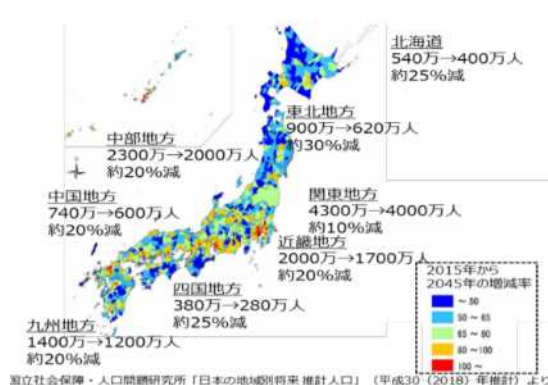 北海道
540万→400万人
約25%減
東北地方
900万→620万人
約30%減
中部地方
2300万→2000万人
約20%減
中国地方
740万→600万人
約20%減
関東地方
4300万→4000万人
約10%減
近畿地方
2000万→1700万人
約20%減
四国地方
380万→280万人
約25%減
九州地方
1400万→1200万人
約20%減
2015年から
2045年の増減率
～50
50～65
65～80
80～100
100～
国立社会保障・人口問題研究所「日本の地域別将来推計人口」（平成30（2018）年推計）より